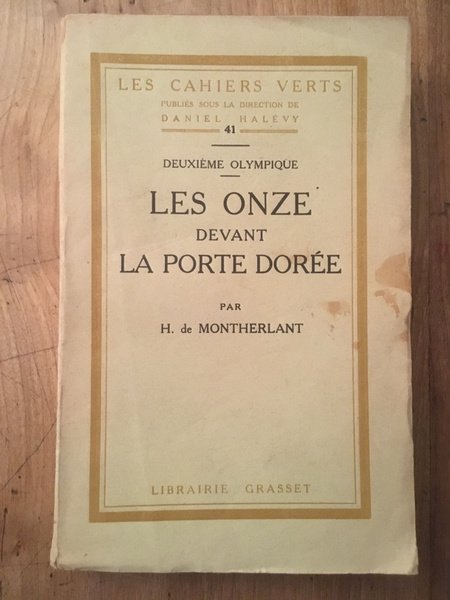 LES CAHIERS VERTS
PUBLIÉS SOUS LA DIRECTION DE
DANIEL HALÉVY
41
DEUXIÈME OLYMPIQUE
LES ONZE
DEVANT
LA PORTE DORÉE
PAR
H. de MONTHERLANT
LIBRAIRIE GRASSET